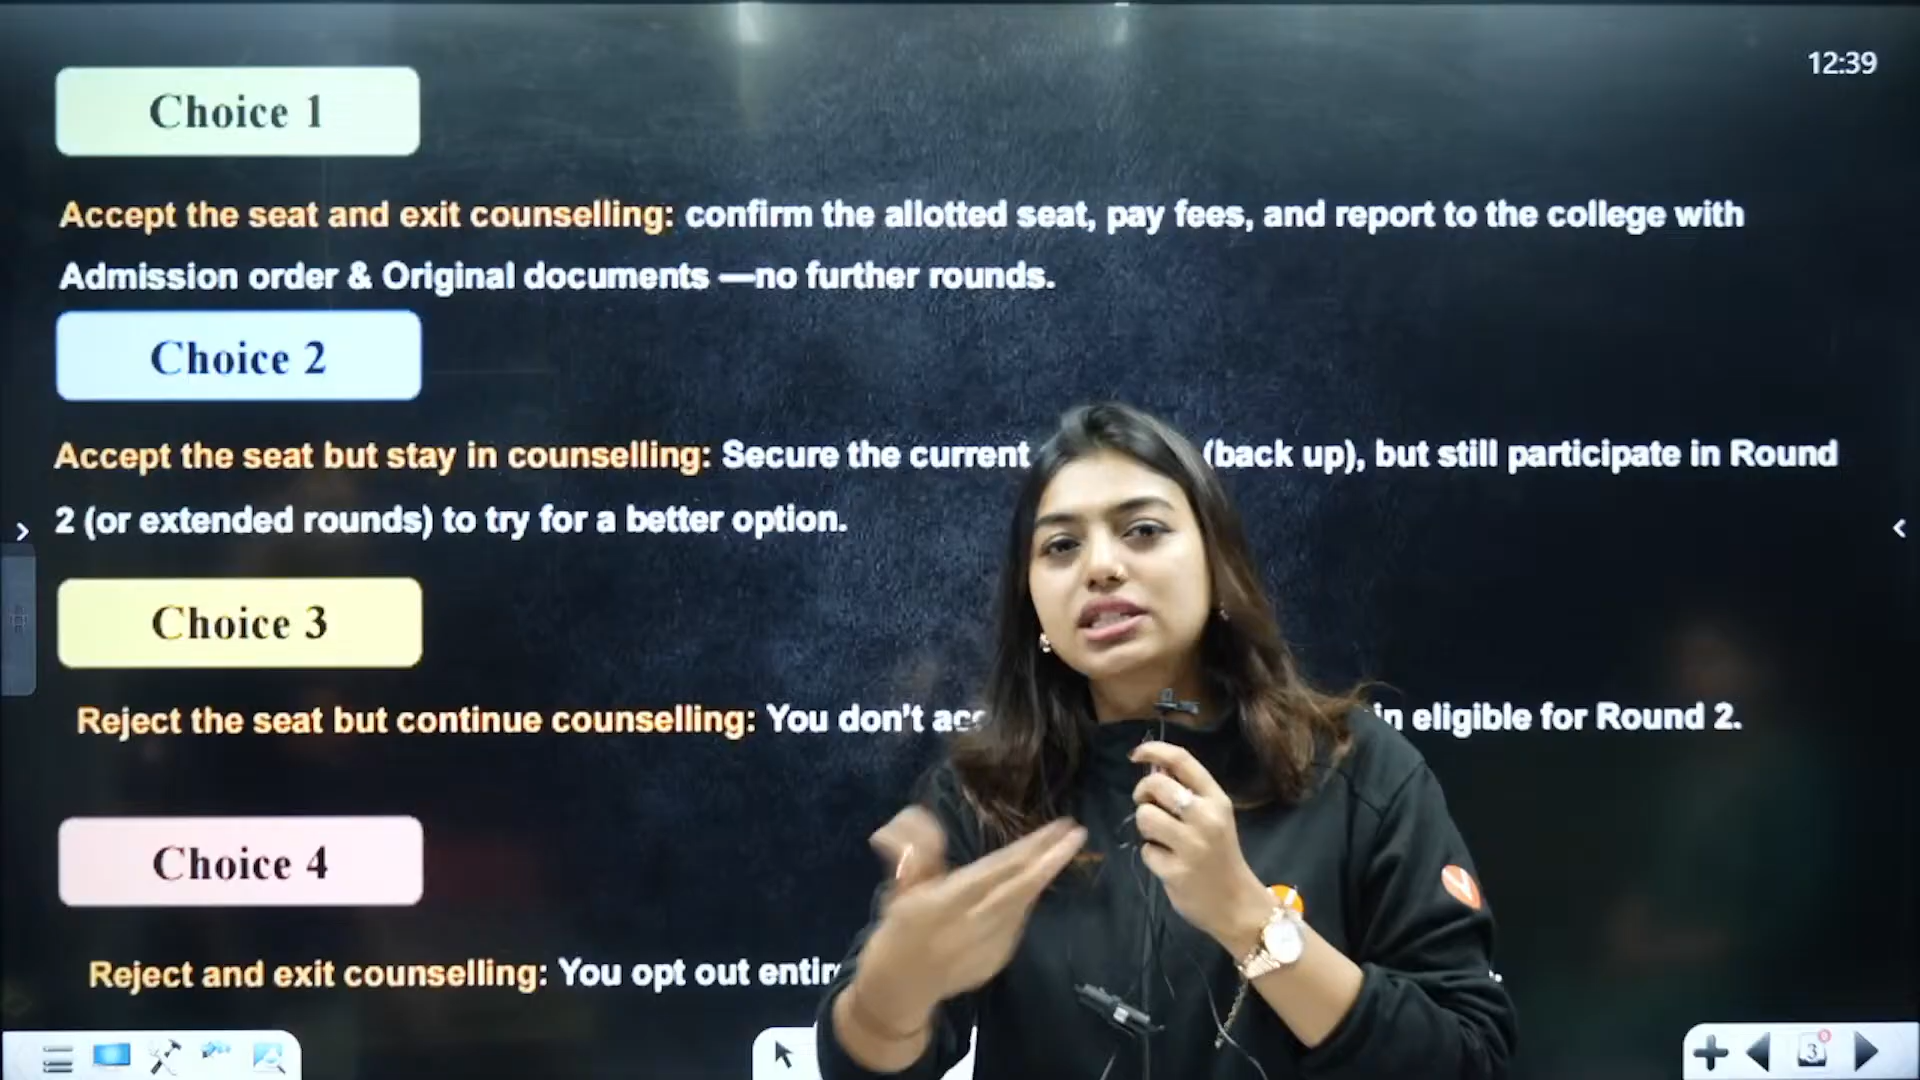 12:39
Choice 1
Accept the seat and exit counselling: confirm the allotted seat, pay fees, and report to the college with
Admission order & Original documents —no further rounds.
Choice 2
Accept the seat but stay in counselling: Secure the current (back up), but still participate in Round
2 (or extended rounds) to try for a better option.
Choice 3
Reject the seat but continue counselling: You don't eligible for Round 2.
Choice 4
Reject and exit counselling: You opt out
3